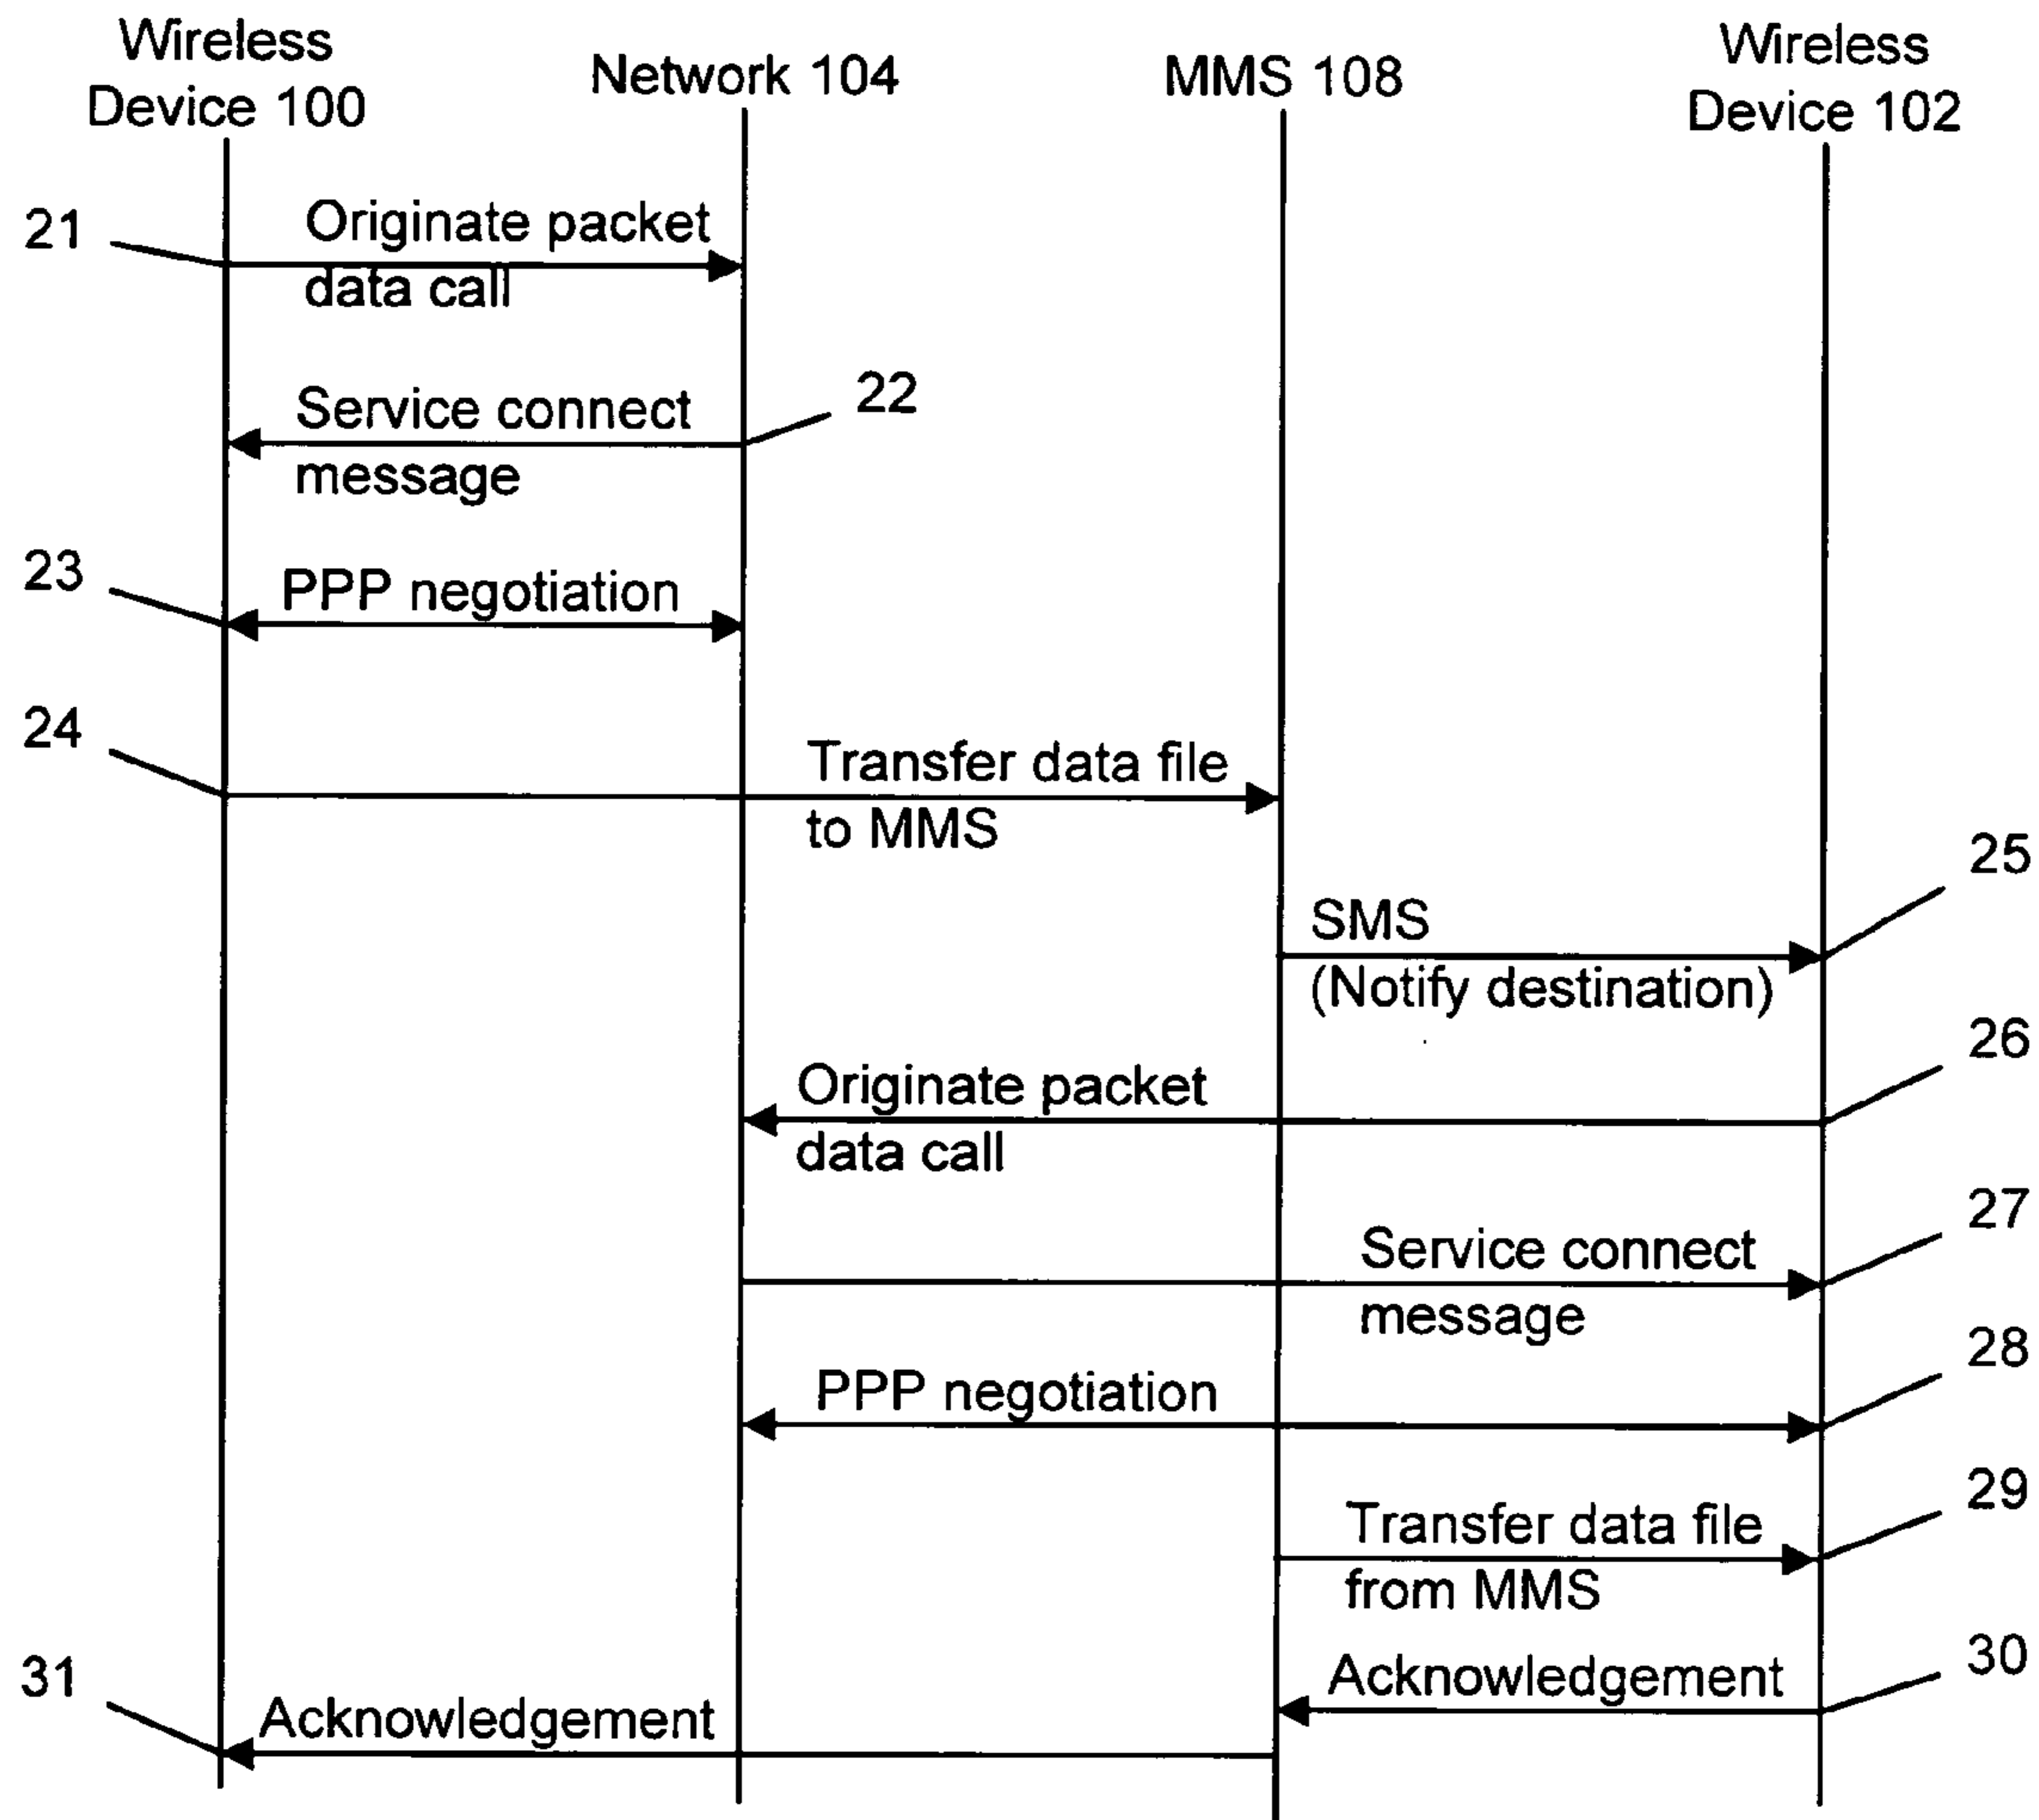 Wireless
Device 100
Network 104
MMS 108
Wireless
Device 102
21
Originate packet
data call
22
Service connect
message
23
PPP negotiation
24
Transfer data file
to MMS
25
SMS
(Notify destination)
26
Originate packet
data call
27
Service connect
message
28
PPP negotiation
29
Transfer data file
from MMS
30
Acknowledgement
31
Acknowledgement